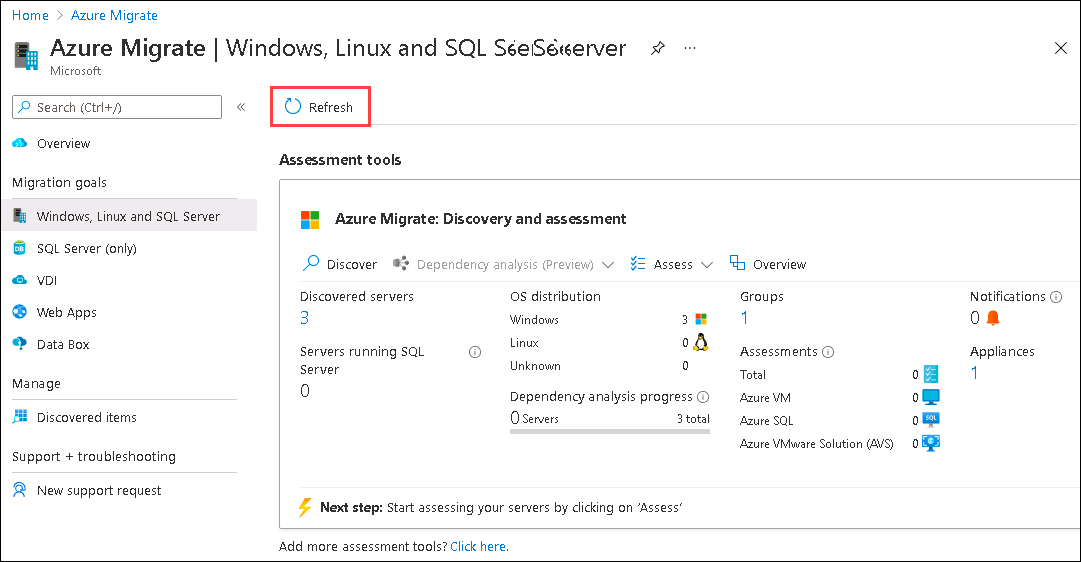 Home > Azure Migrate
Azure Migrate | Windows, Linux and SQL
Microsoft
Search (Ctrl+/)
«
Refresh
Overview
Migration goals
Windows, Linux and SQL Server
SQL Server (only)
VDI
Web Apps
Data Box
Manage
Discovered items
Support + troubleshooting
New support request
Assessment tools
Azure Migrate: Discovery and assessment
Discover Dependency analysis (Preview) Assess Overview
Discovered servers
3
Servers running SQL
Server
0
OS distribution
Windows 3
Linux 0
Unknown 0
Dependency analysis progress
0 Servers 3 total
Groups
1
Assessments
Total 0
Azure VM 0
Azure SQL 0
Azure VMware Solution (AVS) 0
Notifications
0
Appliances
1
Next step: Start assessing your servers by clicking on 'Assess'
Add more assessment tools? Click here.